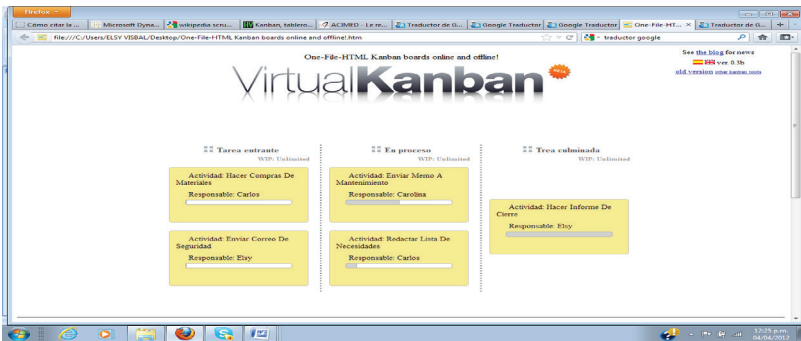 Firefox
Cómo citar la ...
Microsoft Dyna...
wikipedia scru...
Kanban, tablero...
ACIMED - Le re...
Traductor de G...
Google Traductor
Google Traductor
One-File-HT...
Traductor de G...
file:///C:/Users/ELSY VISBAL/Desktop/One-File-HTML Kanban boards online and offline!.htm
traductor google
One-File-HTML Kanban boards online and offline!
VirtualKanban
BETA
See the blog for news
ver. 0.3b
old version other kanban tools
Tarea entrante
WIP: Unlimited
Actividad: Hacer Compras De
Materiales
Responsable: Carlos
Actividad: Enviar Correo De
Seguridad
Responsable: Elsy
En proceso
WIP: Unlimited
Actividad: Enviar Memo A
Mantenimiento
Responsable: Carolina
Actividad: Redactar Lista De
Necesidades
Responsable: Carlos
Trea culminada
WIP: Unlimited
Actividad: Hacer Informe De
Cierre
Responsable: Elsy
12:25 p.m.
04/04/2012